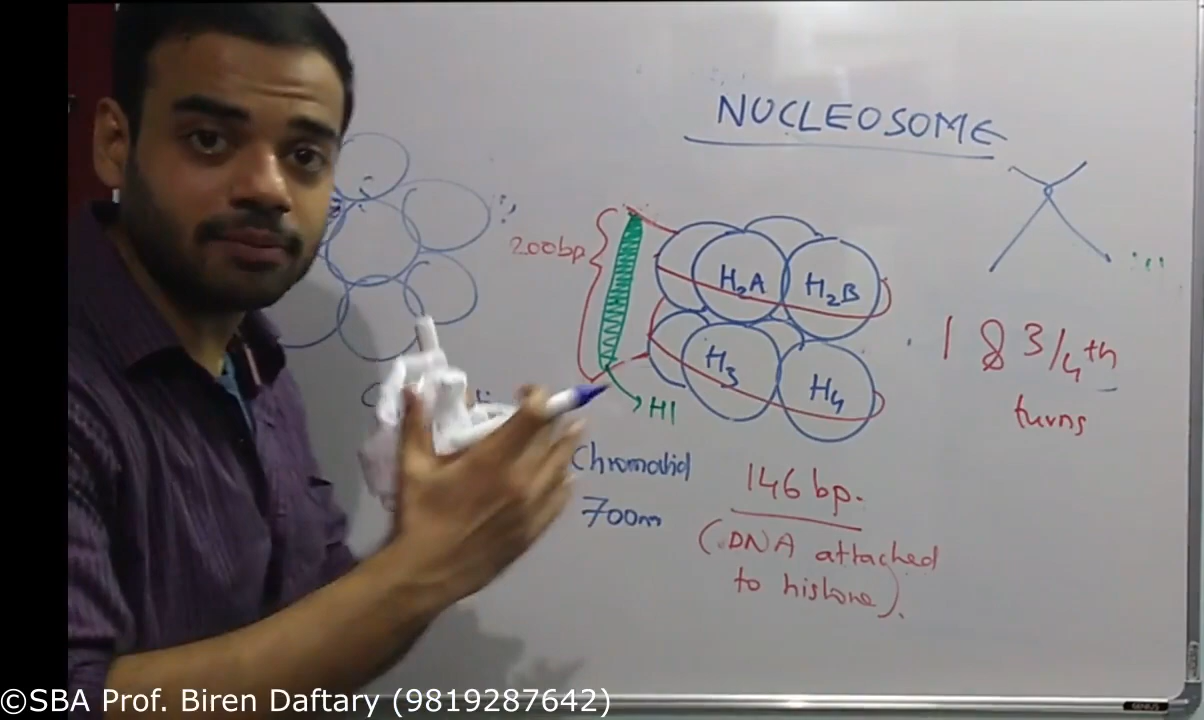 NUCLEOSOME
200bp
H2A
H2B
H3
H4
H1
1 & 3/4th
turns
Chromatid
700nm
146 bp.
(DNA attached
to histone).
GENIUS
©SBA Prof. Biren Daftary (9819287642)